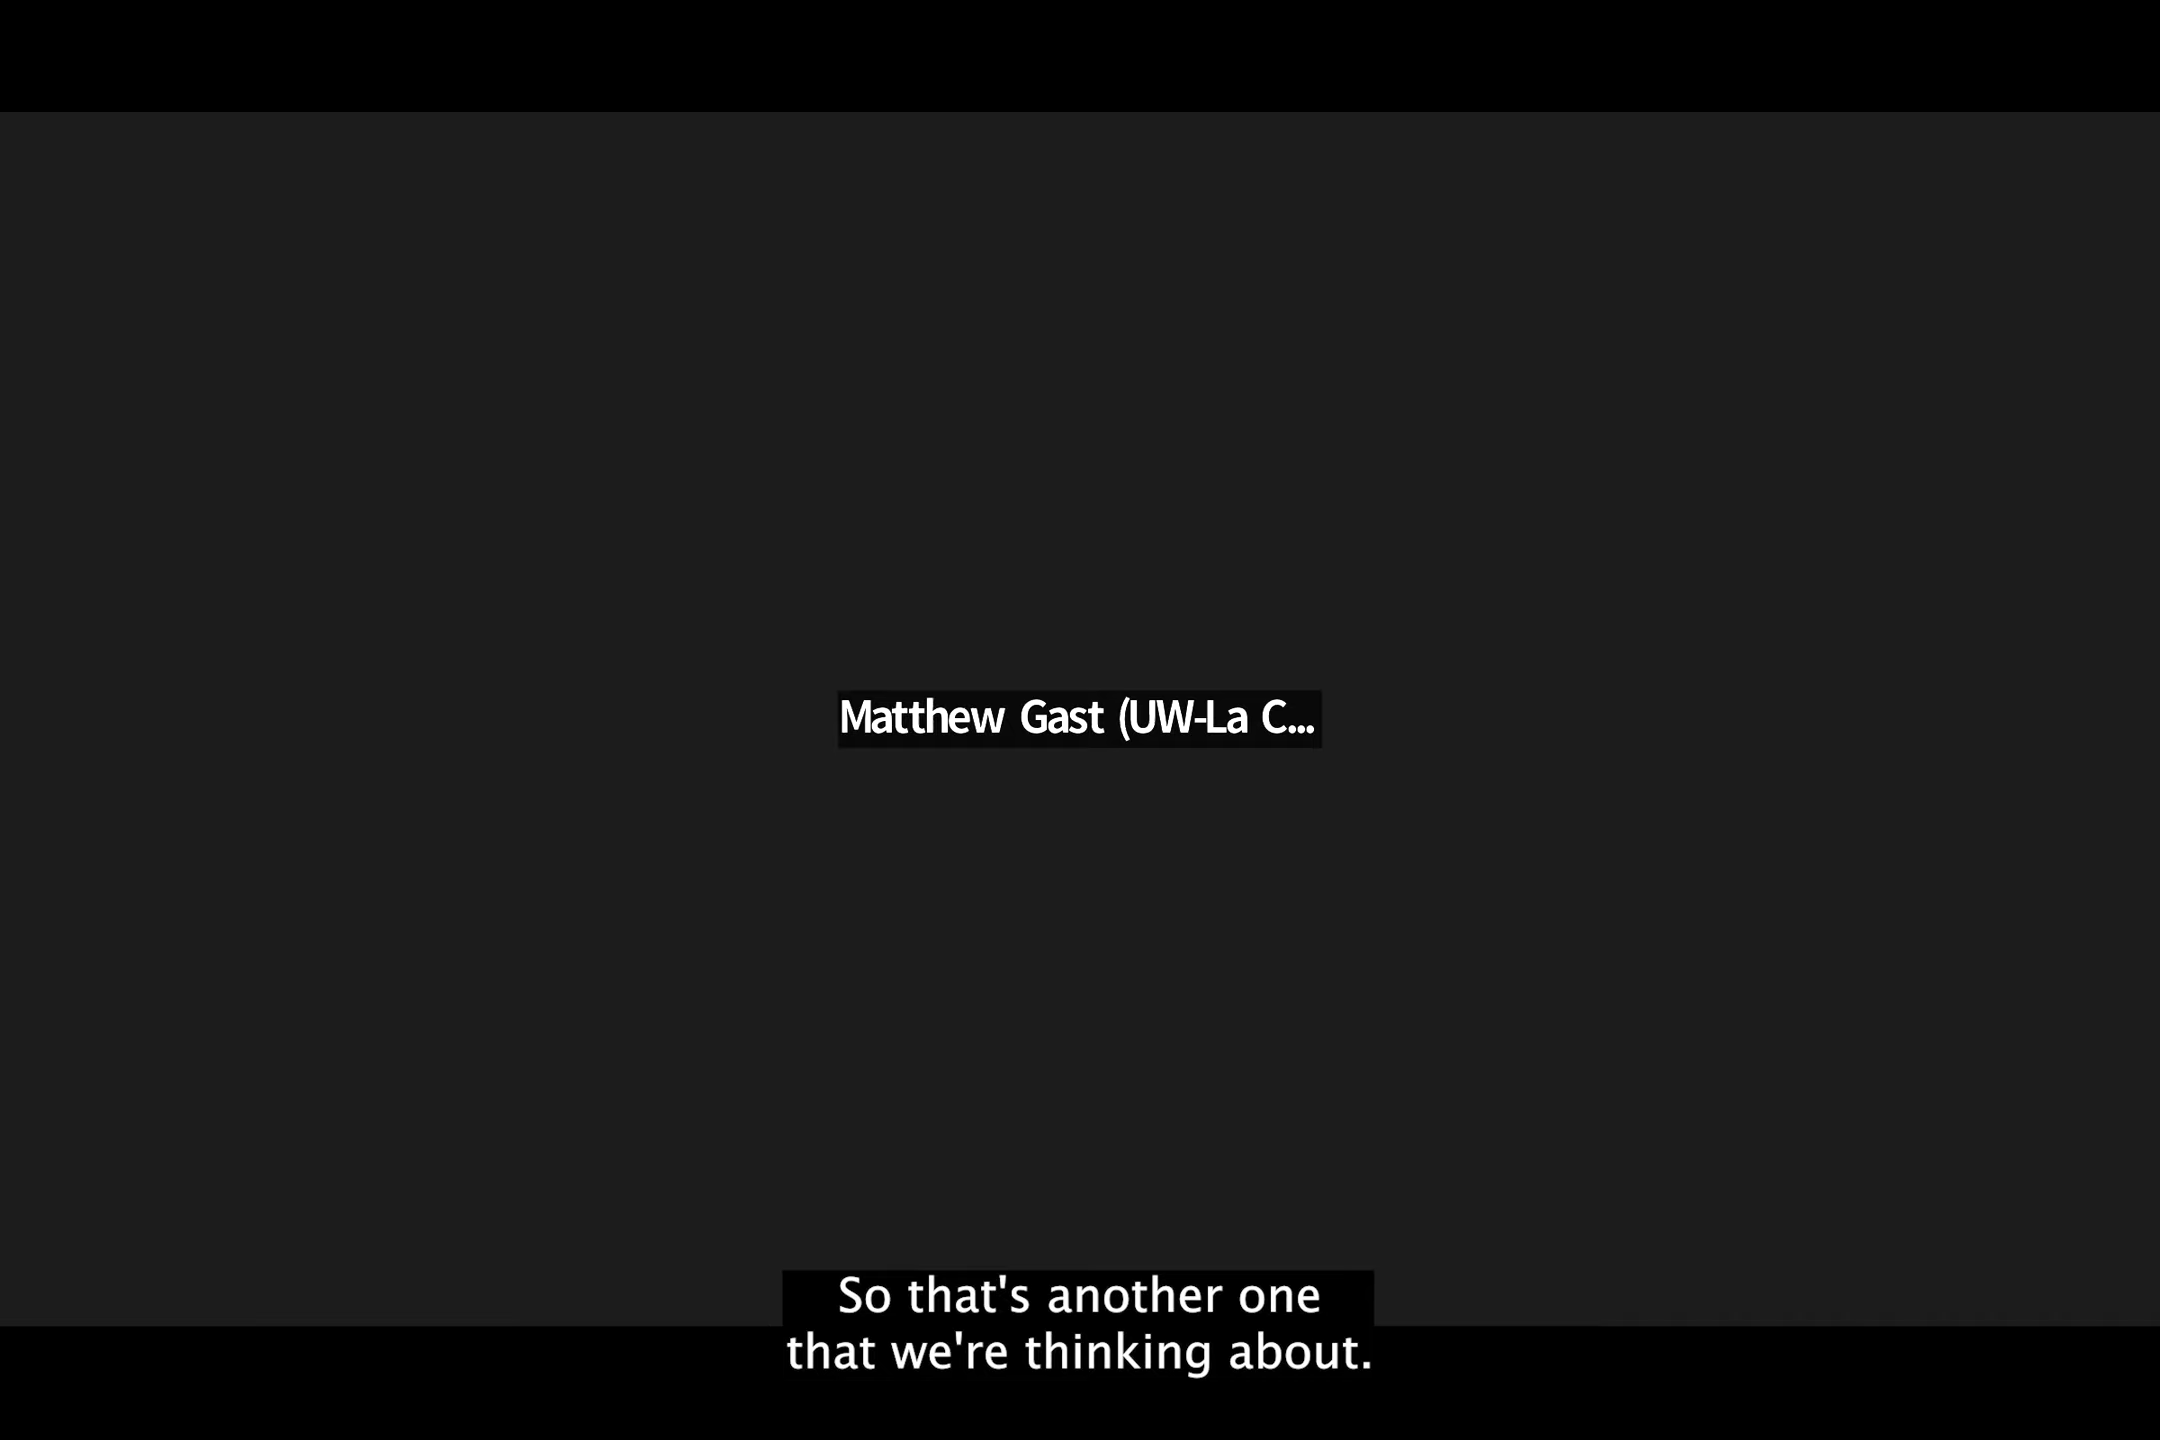 Matthew Gast (UW-La C...
So that's another one
that we're thinking about.